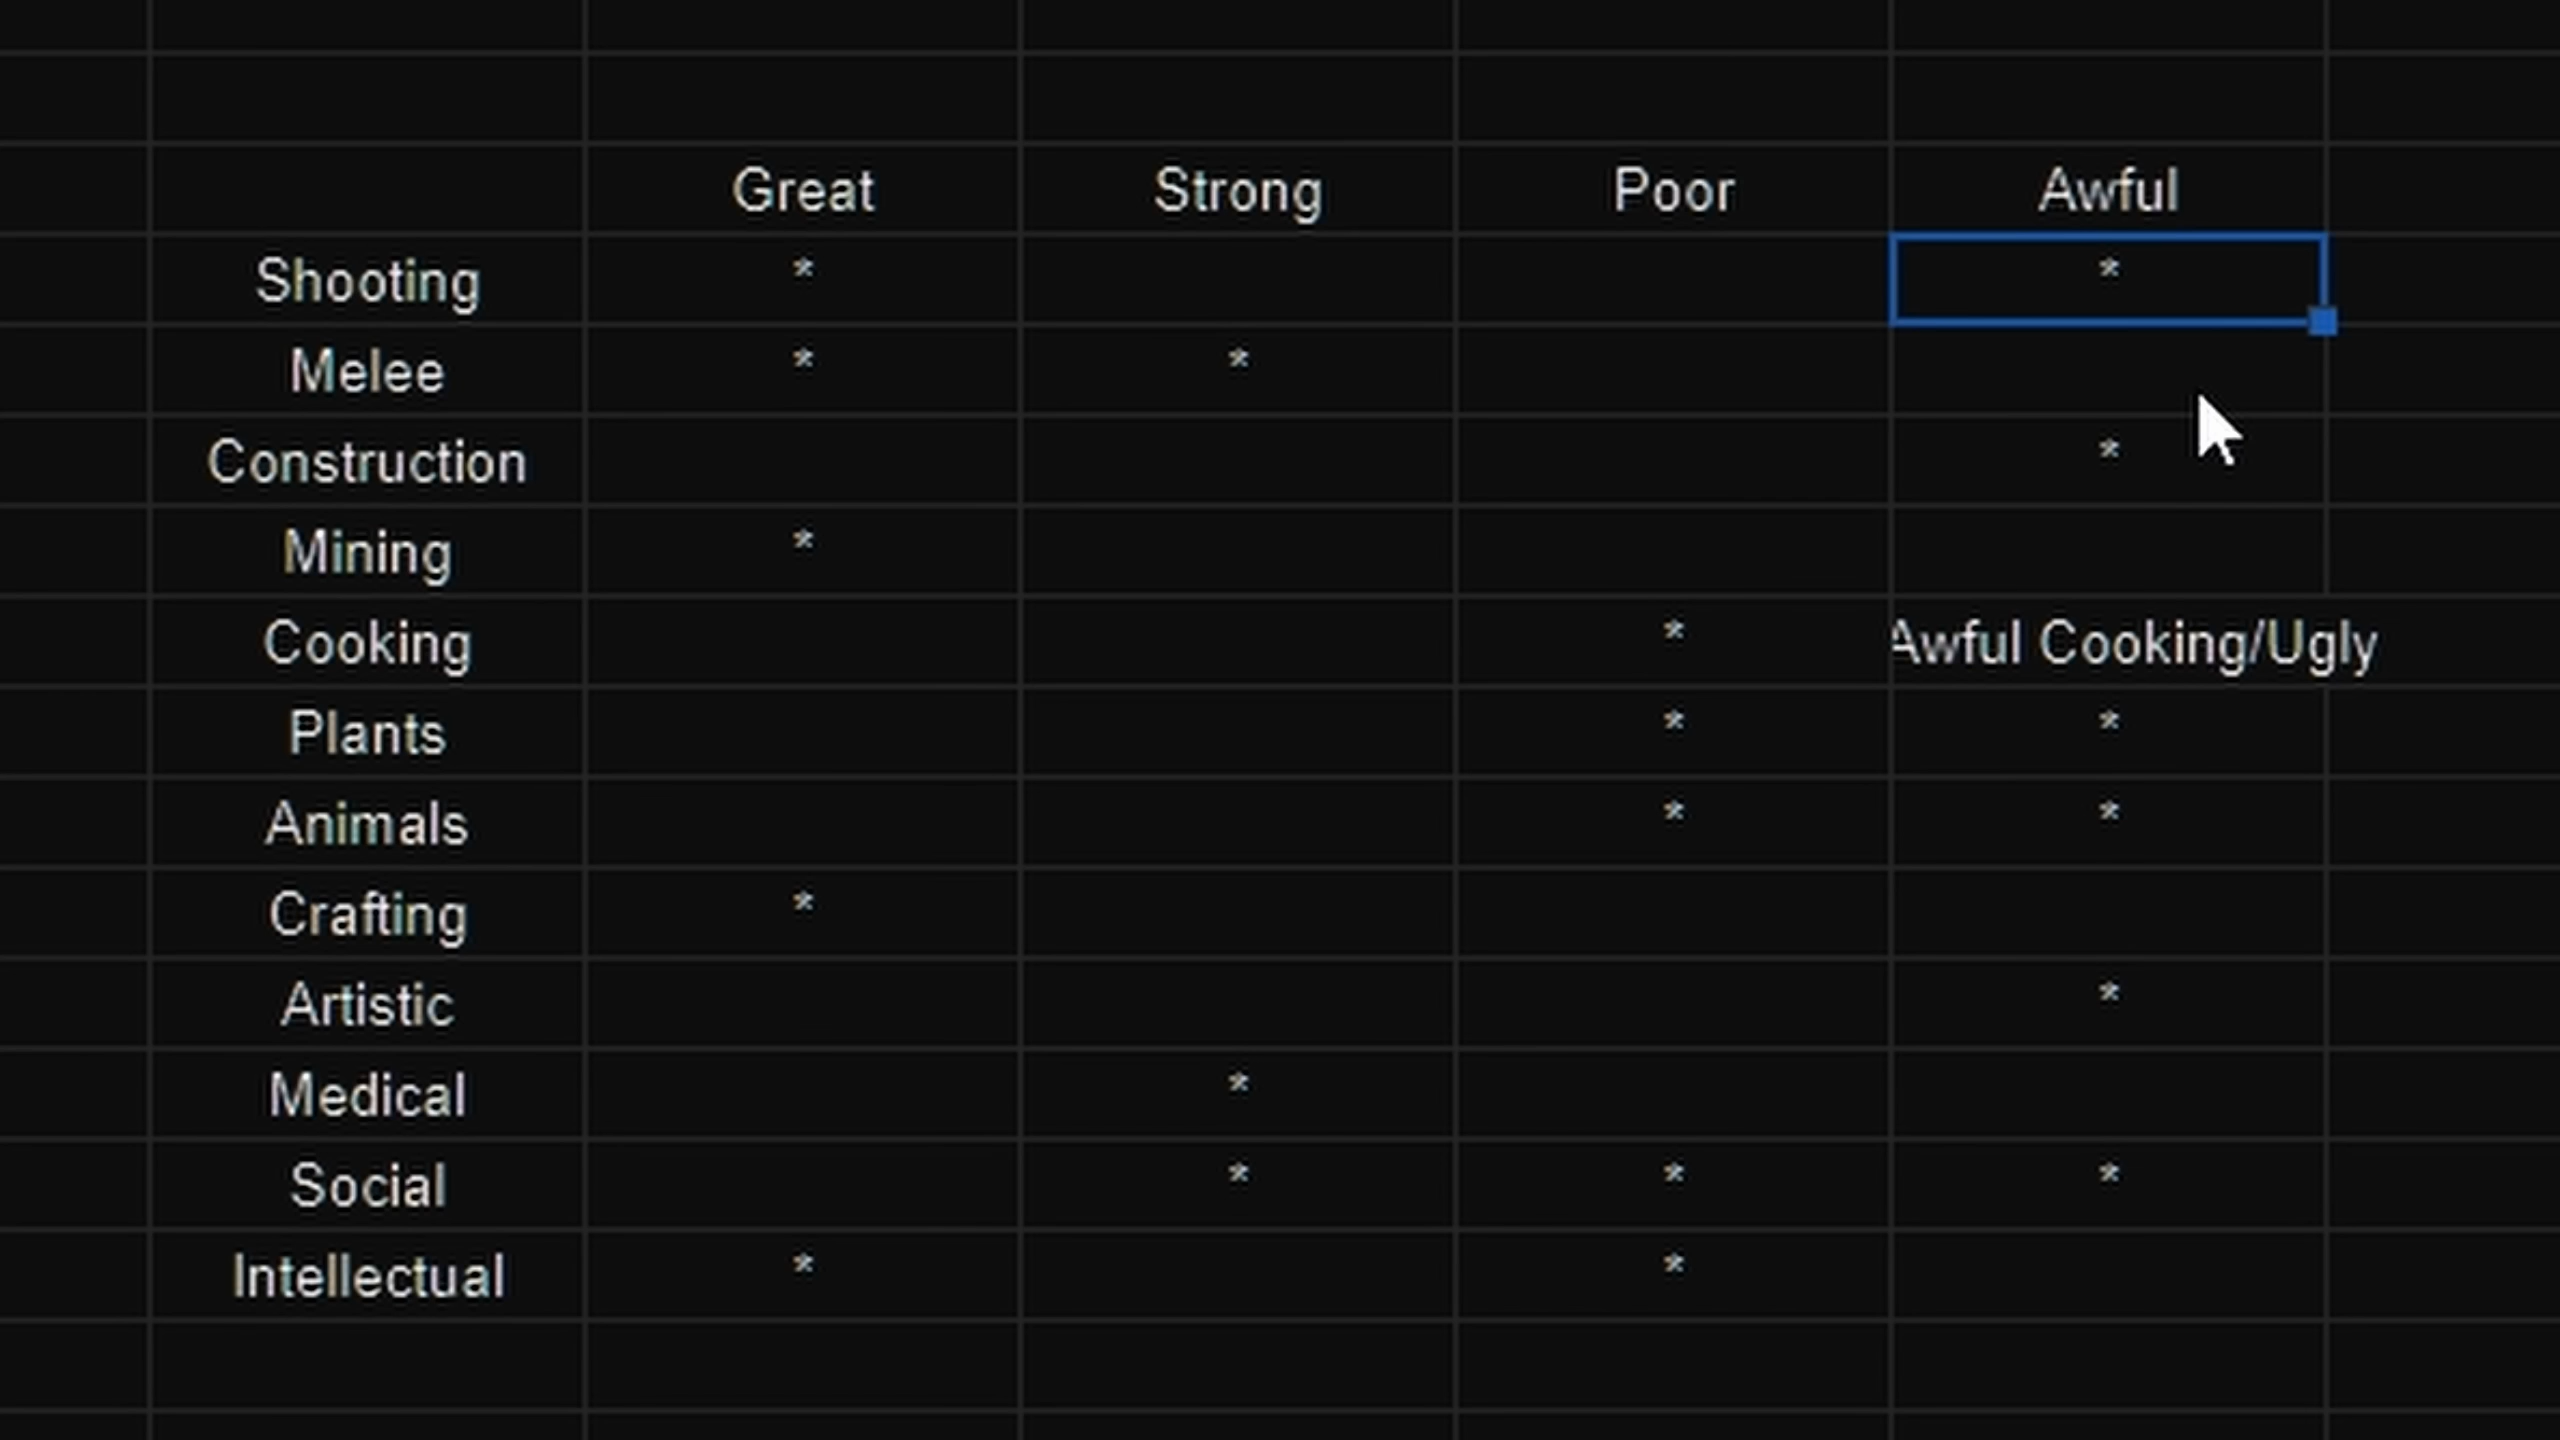 Great Strong Poor Awful
Shooting * *
Melee * *
Construction *
Mining *
Cooking * Awful Cooking/Ugly
Plants * *
Animals * *
Crafting *
Artistic *
Medical *
Social * * *
Intellectual * *